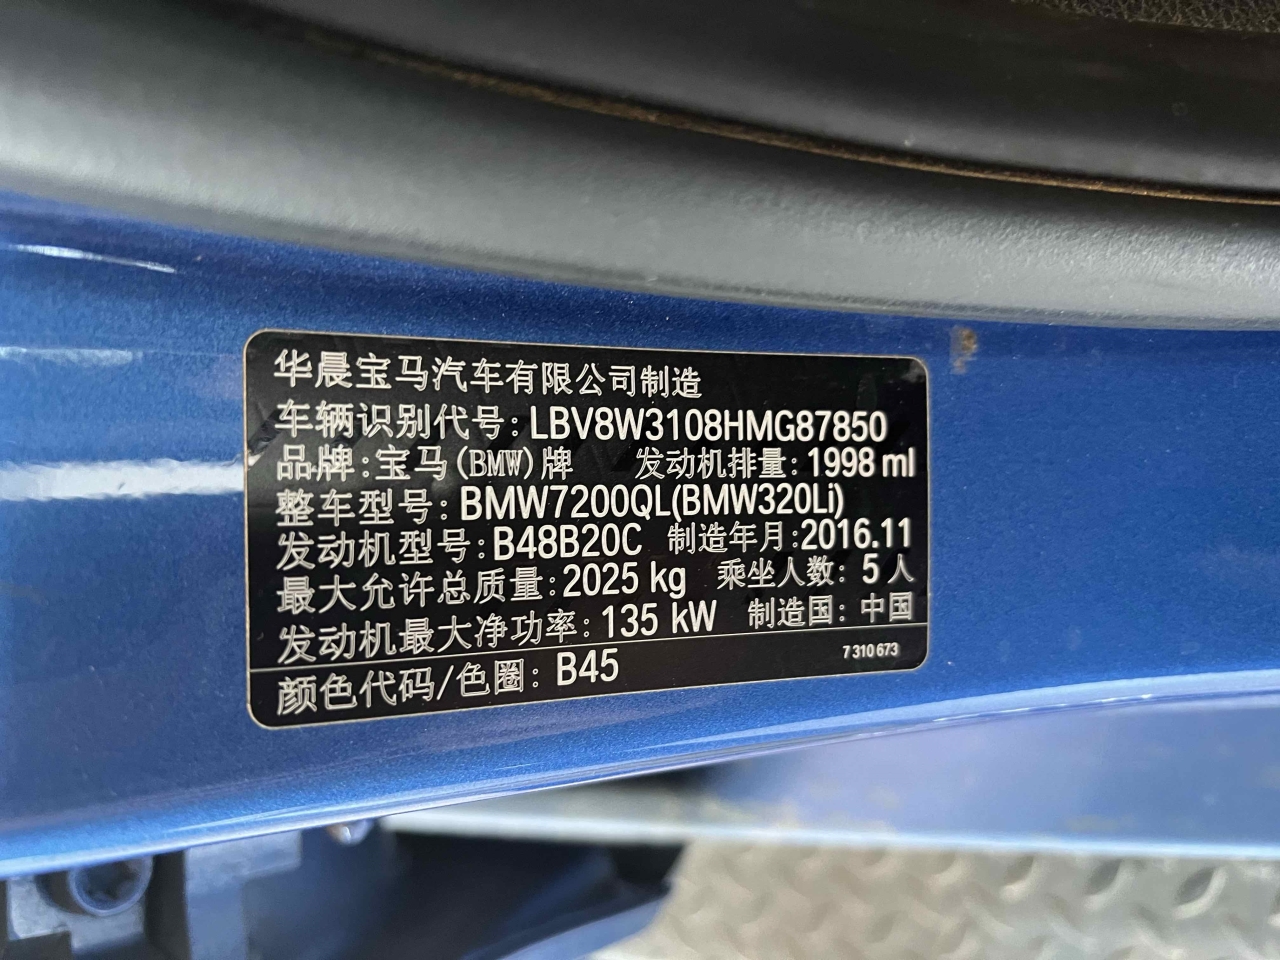 华晨宝马汽车有限公司制造
车辆识别代号: LBV8W3108HMG87850
品牌: 宝马(BMW)牌 发动机排量: 1998 ml
整车型号: BMW7200QL(BMW320Li)
发动机型号: B48B20C 制造年月: 2016.11
最大允许总质量: 2025 kg 乘坐人数: 5 人
发动机最大净功率: 135 kW 制造国: 中国
7 310 673
颜色代码/色圈: B45